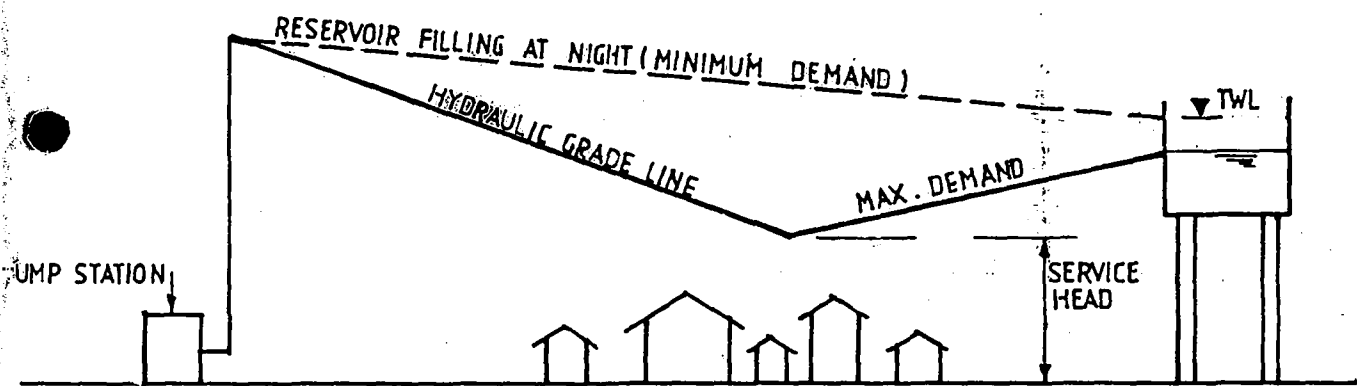 RESERVOIR FILLING AT NIGHT (MINIMUM DEMAND)
TWL
HYDRAULIC GRADE LINE
MAX. DEMAND
UMP STATION
SERVICE
HEAD